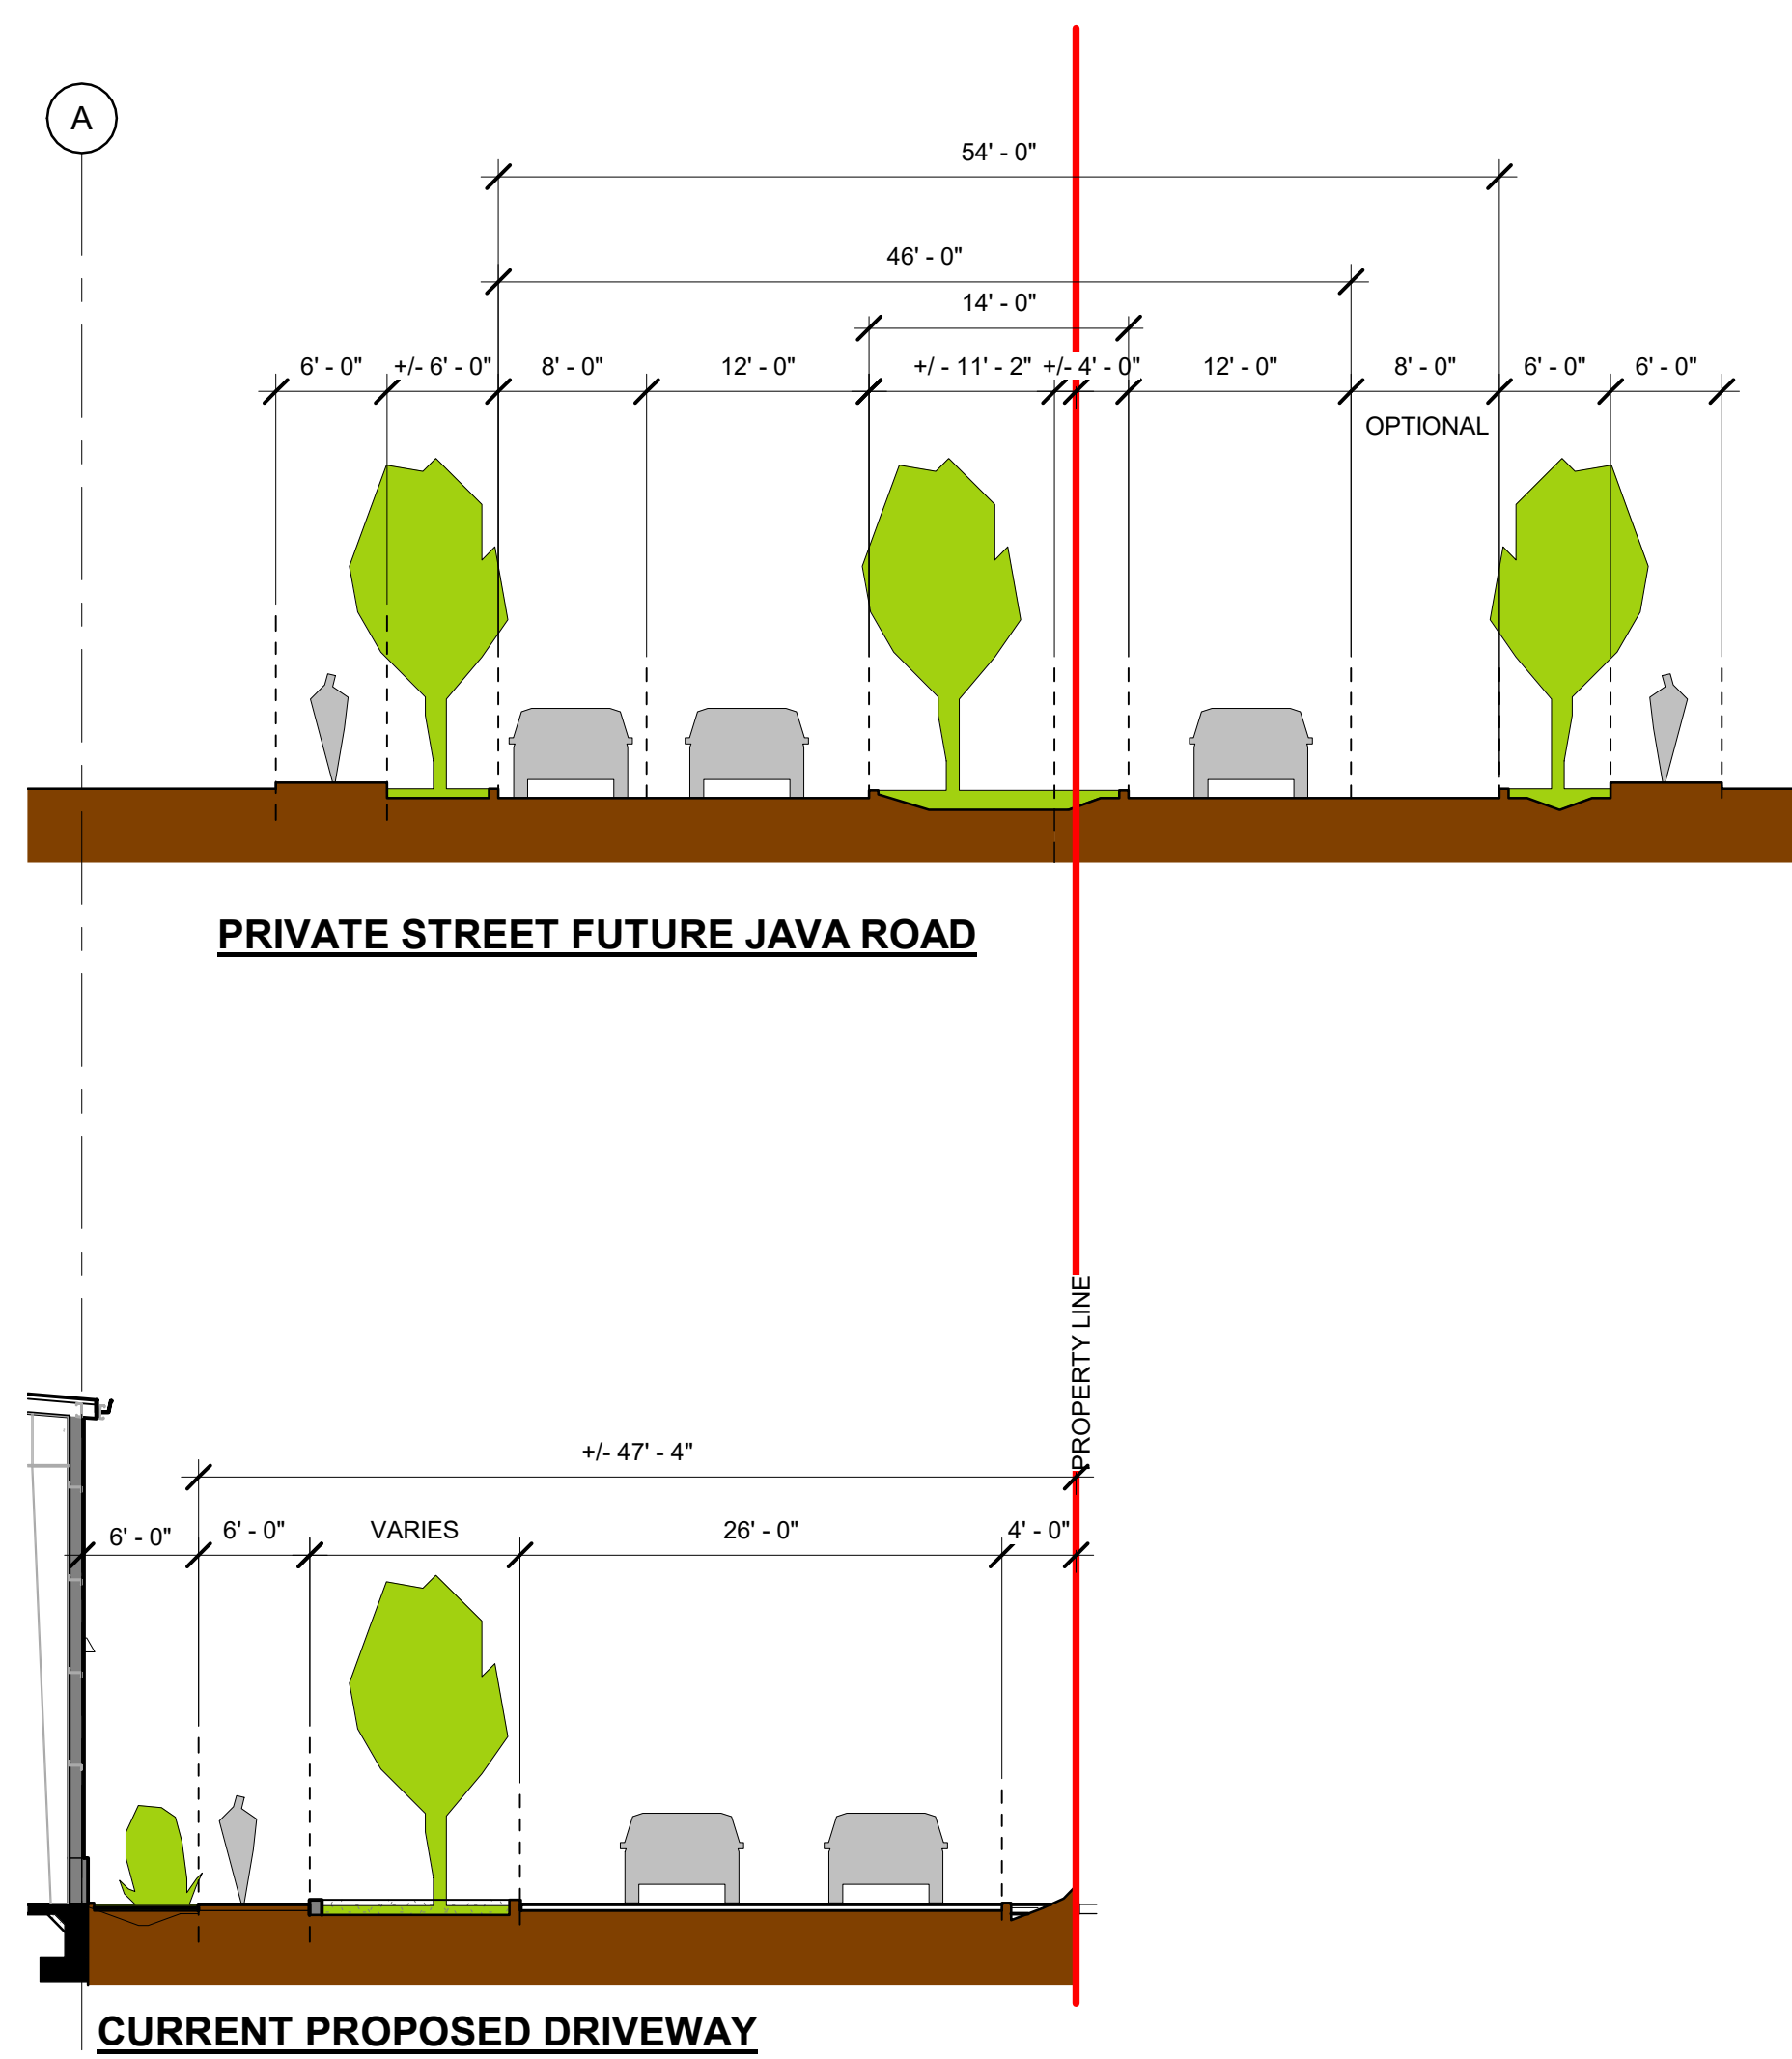 A
54' - 0"
46' - 0"
14' - 0"
6' - 0" +/- 6' - 0" 8' - 0" 12' - 0" +/ - 11' - 2" +/- 4' - 0" 12' - 0" 8' - 0" 6' - 0" 6' - 0"
OPTIONAL
PRIVATE STREET FUTURE JAVA ROAD
PROPERTY LINE
+/- 47' - 4"
6' - 0" 6' - 0" VARIES 26' - 0" 4' - 0"
CURRENT PROPOSED DRIVEWAY